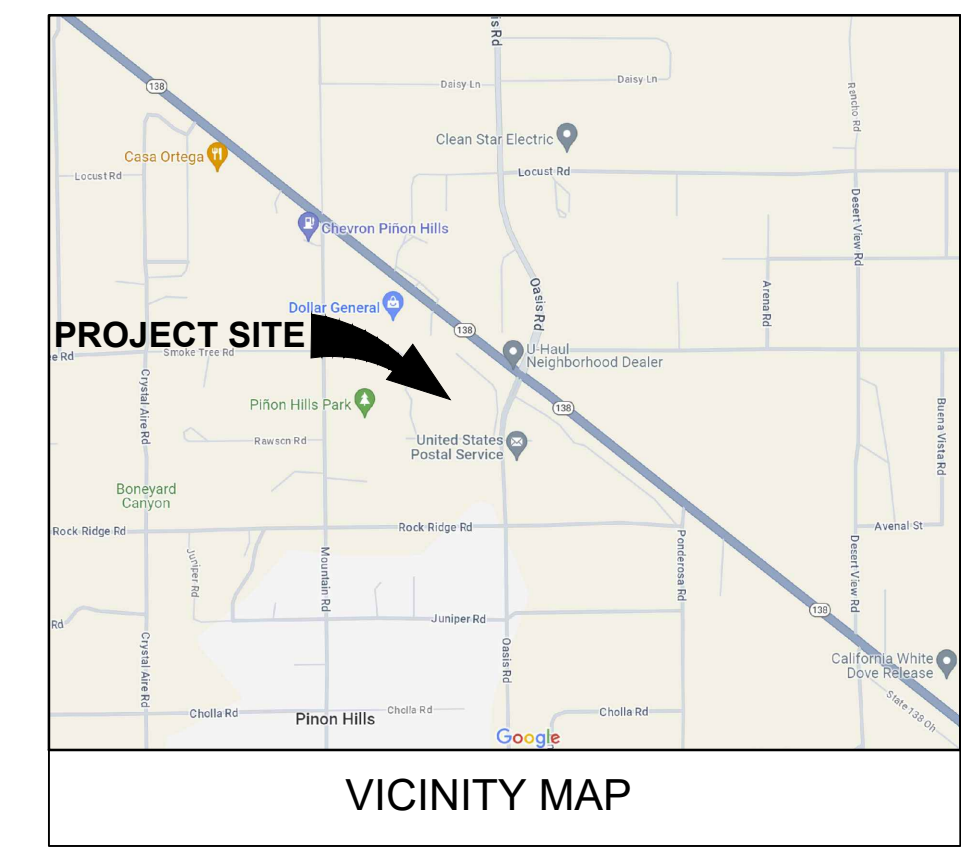 is Rd
138
Daisy Ln
Daisy Ln
Rancho Rd
Clean Star Electric
Casa Ortega
Locust Rd
Locust Rd
Desert View Rd
Chevron Piñon Hills
Oasis Rd
Arena Rd
Dollar General
138
PROJECT SITE
e Rd
Smoke Tree Rd
U-Haul
Neighborhood Dealer
Crystal Aire Rd
Piñon Hills Park
138
Buena Vista Rd
Rawson Rd
United States
Postal Service
Boneyard
Canyon
Rock Ridge Rd
Rock Ridge Rd
Avenal St
Juniper Rd
Mountain Rd
Ponderosa Rd
Desert View Rd
138
Rd
Juniper Rd
Crystal Aire Rd
Oasis Rd
California White
Dove Release
State 138 Oh
Cholla Rd
Pinon Hills
Cholla Rd
Cholla Rd
Google
VICINITY MAP